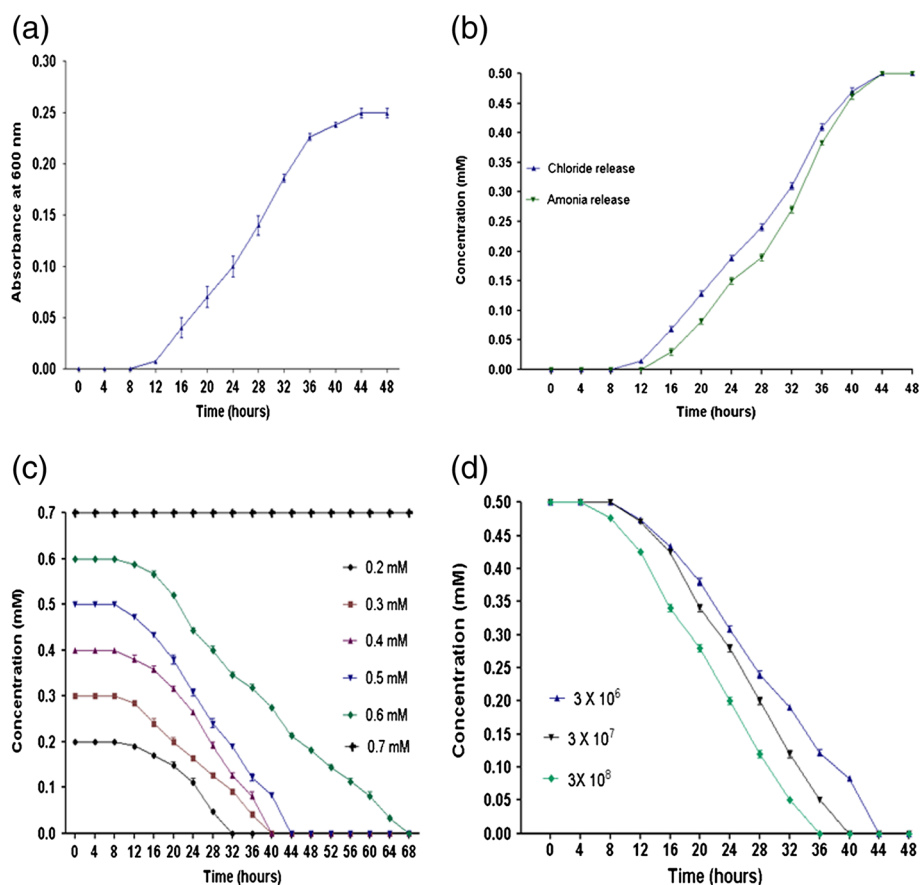 (a)
Absorbance at 600 nm
0.30
0.25
0.20
0.15
0.10
0.05
0.00
0 4 8 12 16 20 24 28 32 36 40 44 48
Time (hours)
(b)
Concentration (mM)
0.50
0.45
0.40
0.35
0.30
0.25
0.20
0.15
0.10
0.05
0.00
Chloride release
Amonia release
0 4 8 12 16 20 24 28 32 36 40 44 48
Time (hours)
(c)
Concentration (mM)
0.7
0.6
0.5
0.4
0.3
0.2
0.1
0.0
0.2 mM
0.3 mM
0.4 mM
0.5 mM
0.6 mM
0.7 mM
0 4 8 12 16 20 24 28 32 36 40 44 48 52 56 60 64 68
Time (hours)
(d)
Concentration (mM)
0.50
0.45
0.40
0.35
0.30
0.25
0.20
0.15
0.10
0.05
0.00
3 X 10⁶
3 X 10⁷
3X 10⁸
0 4 8 12 16 20 24 28 32 36 40 44 48
Time (hours)